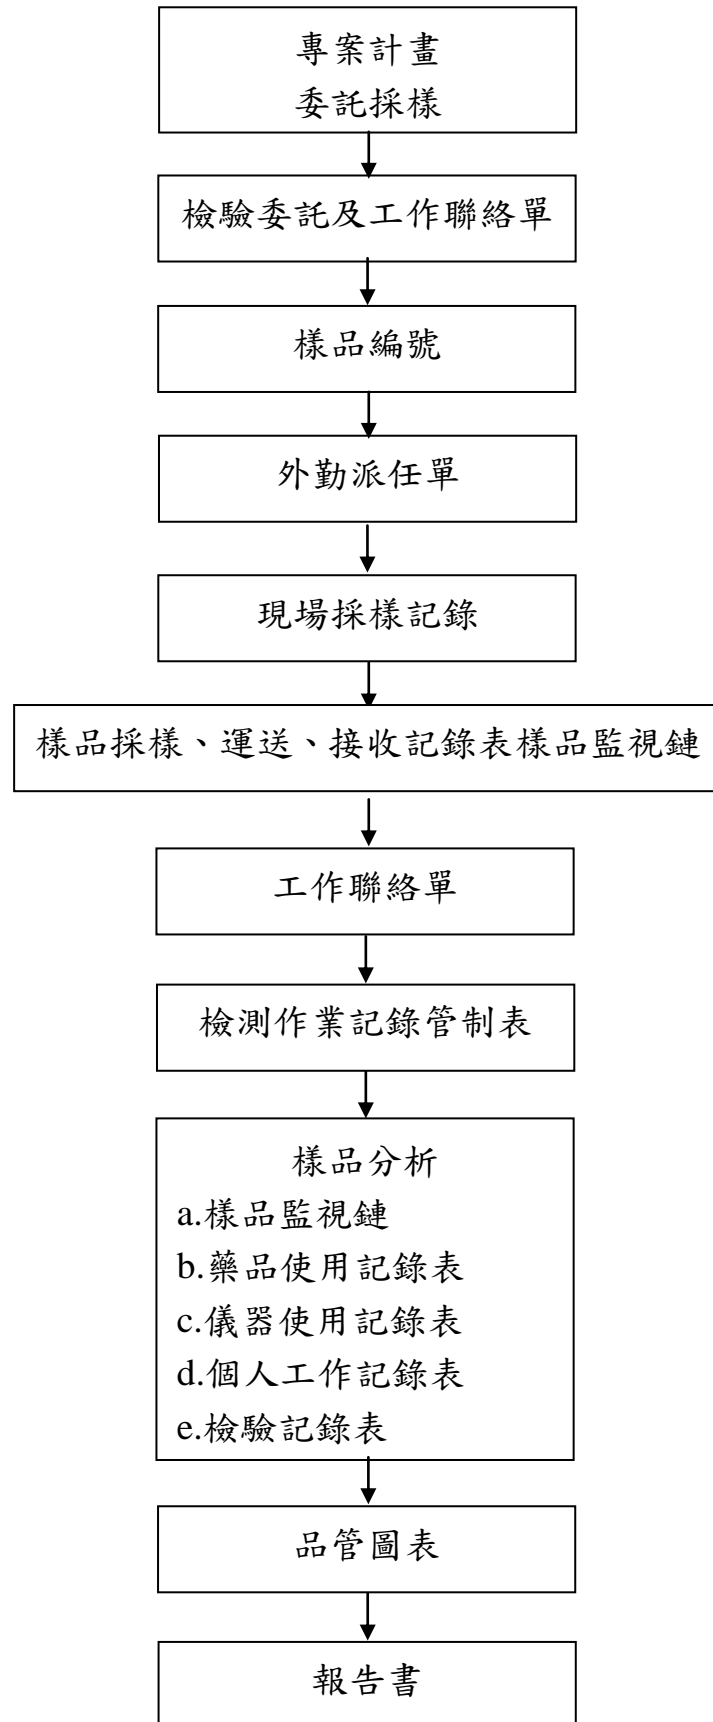 專案計畫
委託採樣
檢驗委託及工作聯絡單
樣品編號
外勤派任單
現場採樣記錄
樣品採樣、運送、接收記錄表樣品監視鏈
工作聯絡單
檢測作業記錄管制表
樣品分析
a.樣品監視鏈
b.藥品使用記錄表
c.儀器使用記錄表
d.個人工作記錄表
e.檢驗記錄表
品管圖表
報告書